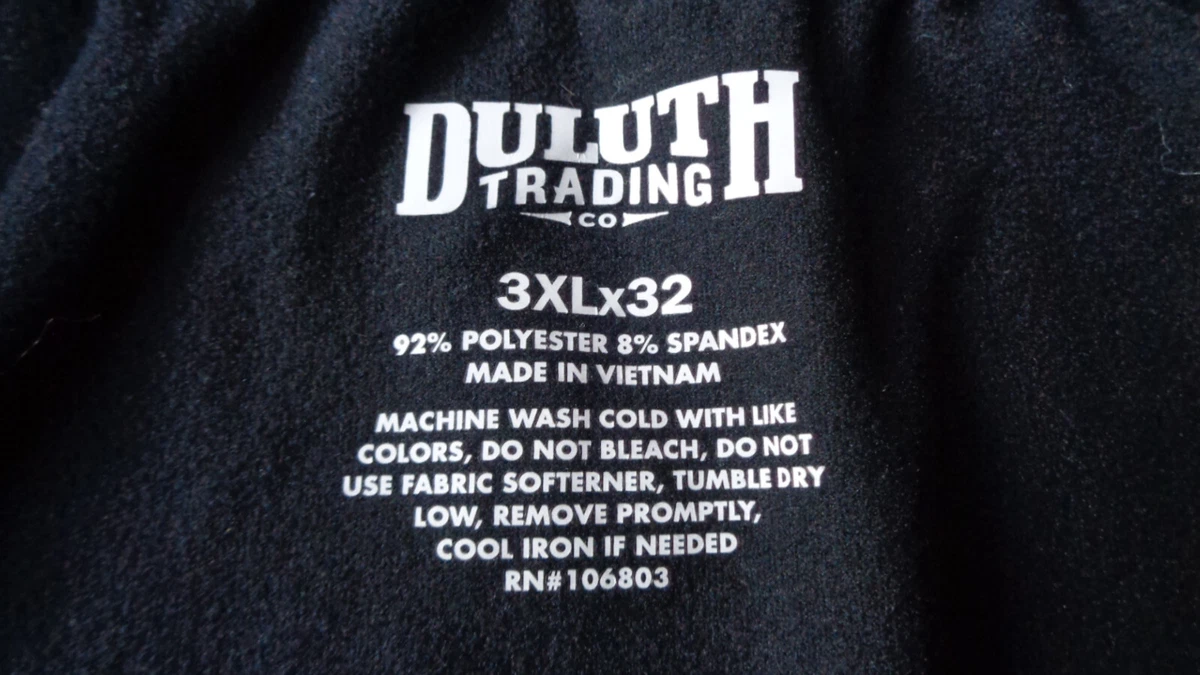 DULUTH
TRADING
CO
3XLx32
92% POLYESTER 8% SPANDEX
MADE IN VIETNAM
MACHINE WASH COLD WITH LIKE
COLORS, DO NOT BLEACH, DO NOT
USE FABRIC SOFTERNER, TUMBLE DRY
LOW, REMOVE PROMPTLY,
COOL IRON IF NEEDED
RN#106803